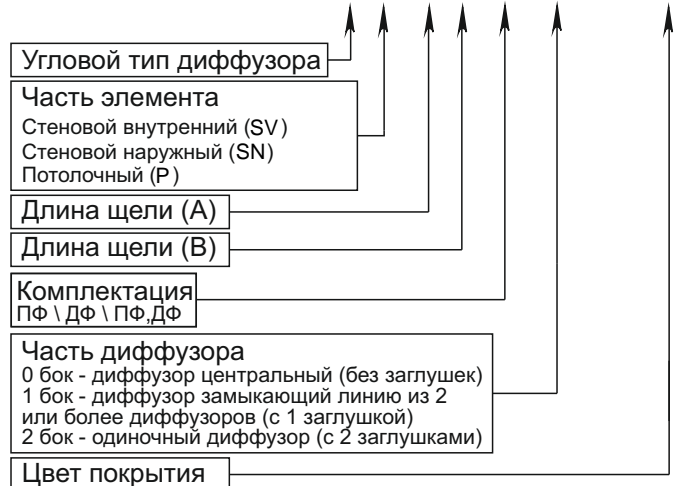 Угловой тип диффузора
Часть элемента
Стеновой внутренний (SV)
Стеновой наружный (SN)
Потолочный (P)
Длина щели (A)
Длина щели (B)
Комплектация
ПФ \ ДФ \ ПФ,ДФ
Часть диффузора
0 бок - диффузор центральный (без заглушек)
1 бок - диффузор замыкающий линию из 2
или более диффузоров (с 1 заглушкой)
2 бок - одиночный диффузор (с 2 заглушками)
Цвет покрытия